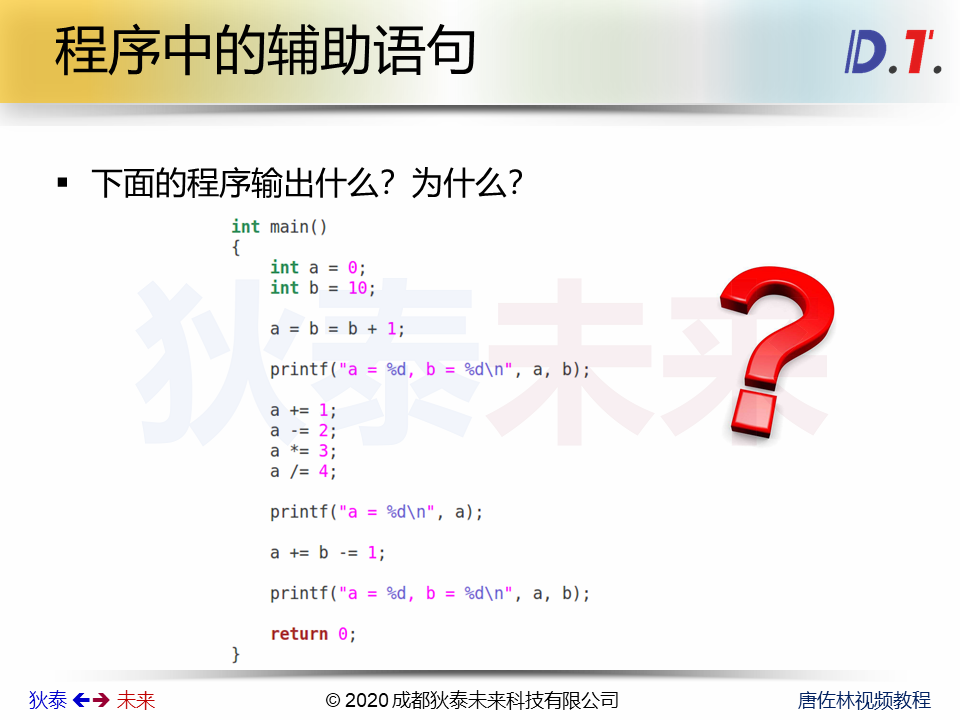 程序中的辅助语句
D.T.
▪ 下面的程序输出什么？为什么？
int main()
{
    int a = 0;
    int b = 10;
    a = b = b + 1;
    printf("a = %d, b = %d\n", a, b);
    a += 1;
    a -= 2;
    a *= 3;
    a /= 4;
    printf("a = %d\n", a);
    a += b -= 1;
    printf("a = %d, b = %d\n", a, b);
    return 0;
}
狄泰未来
狄泰 未来
© 2020 成都狄泰未来科技有限公司
唐佐林视频教程